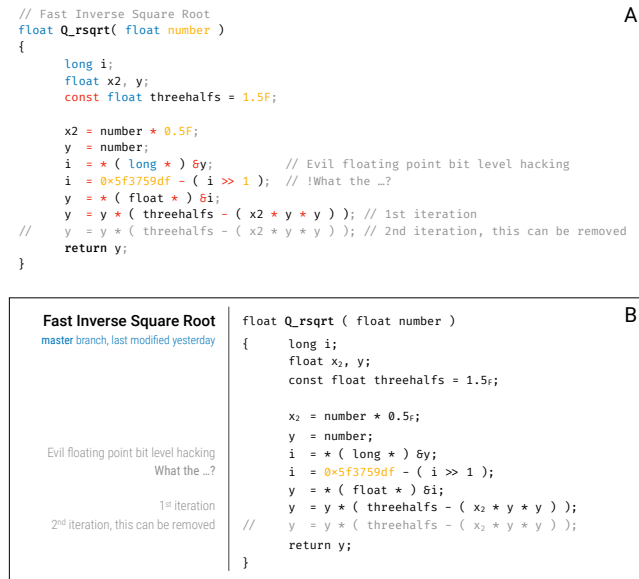 // Fast Inverse Square Root
A
float Q_rsqrt( float number )
{
long i;
float x2, y;
const float threehalfs = 1.5F;
x2 = number * 0.5F;
y = number;
i = * ( long * ) &y; // Evil floating point bit level hacking
i = 0×5f3759df - ( i >> 1 ); // !What the …?
y = * ( float * ) &i;
y = y * ( threehalfs - ( x2 * y * y ) ); // 1st iteration
// y = y * ( threehalfs - ( x2 * y * y ) ); // 2nd iteration, this can be removed
return y;
}
B
Fast Inverse Square Root
master branch, last modified yesterday
Evil floating point bit level hacking
What the …?
1st iteration
2nd iteration, this can be removed
float Q_rsqrt ( float number )
{ long i;
float x₂, y;
const float threehalfs = 1.5F;
x₂ = number * 0.5F;
y = number;
i = * ( long * ) &y;
i = 0×5f3759df - ( i >> 1 );
y = * ( float * ) &i;
y = y * ( threehalfs - ( x₂ * y * y ) );
// y = y * ( threehalfs - ( x₂ * y * y ) );
return y;
}